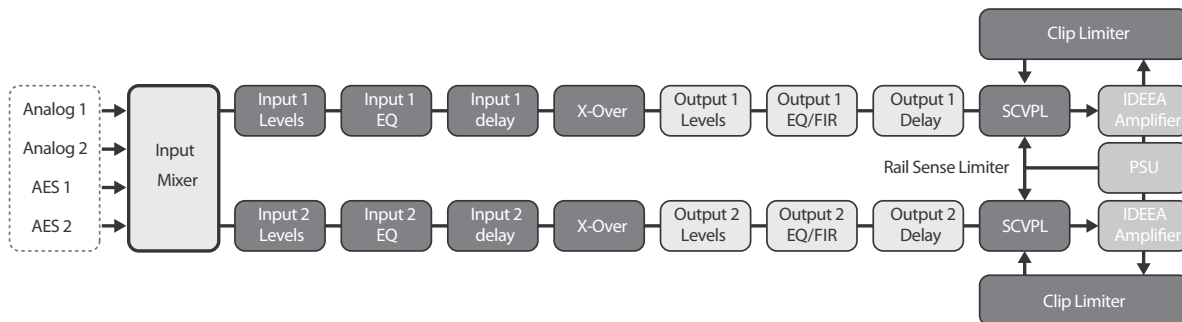 Clip Limiter
Analog 1
Analog 2
AES 1
AES 2
Input
Mixer
Input 1
Levels
Input 1
EQ
Input 1
delay
X-Over
Output 1
Levels
Output 1
EQ/FIR
Output 1
Delay
SCVPL
IDEEA
Amplifier
Rail Sense Limiter
PSU
Input 2
Levels
Input 2
EQ
Input 2
delay
X-Over
Output 2
Levels
Output 2
EQ/FIR
Output 2
Delay
SCVPL
IDEEA
Amplifier
Clip Limiter